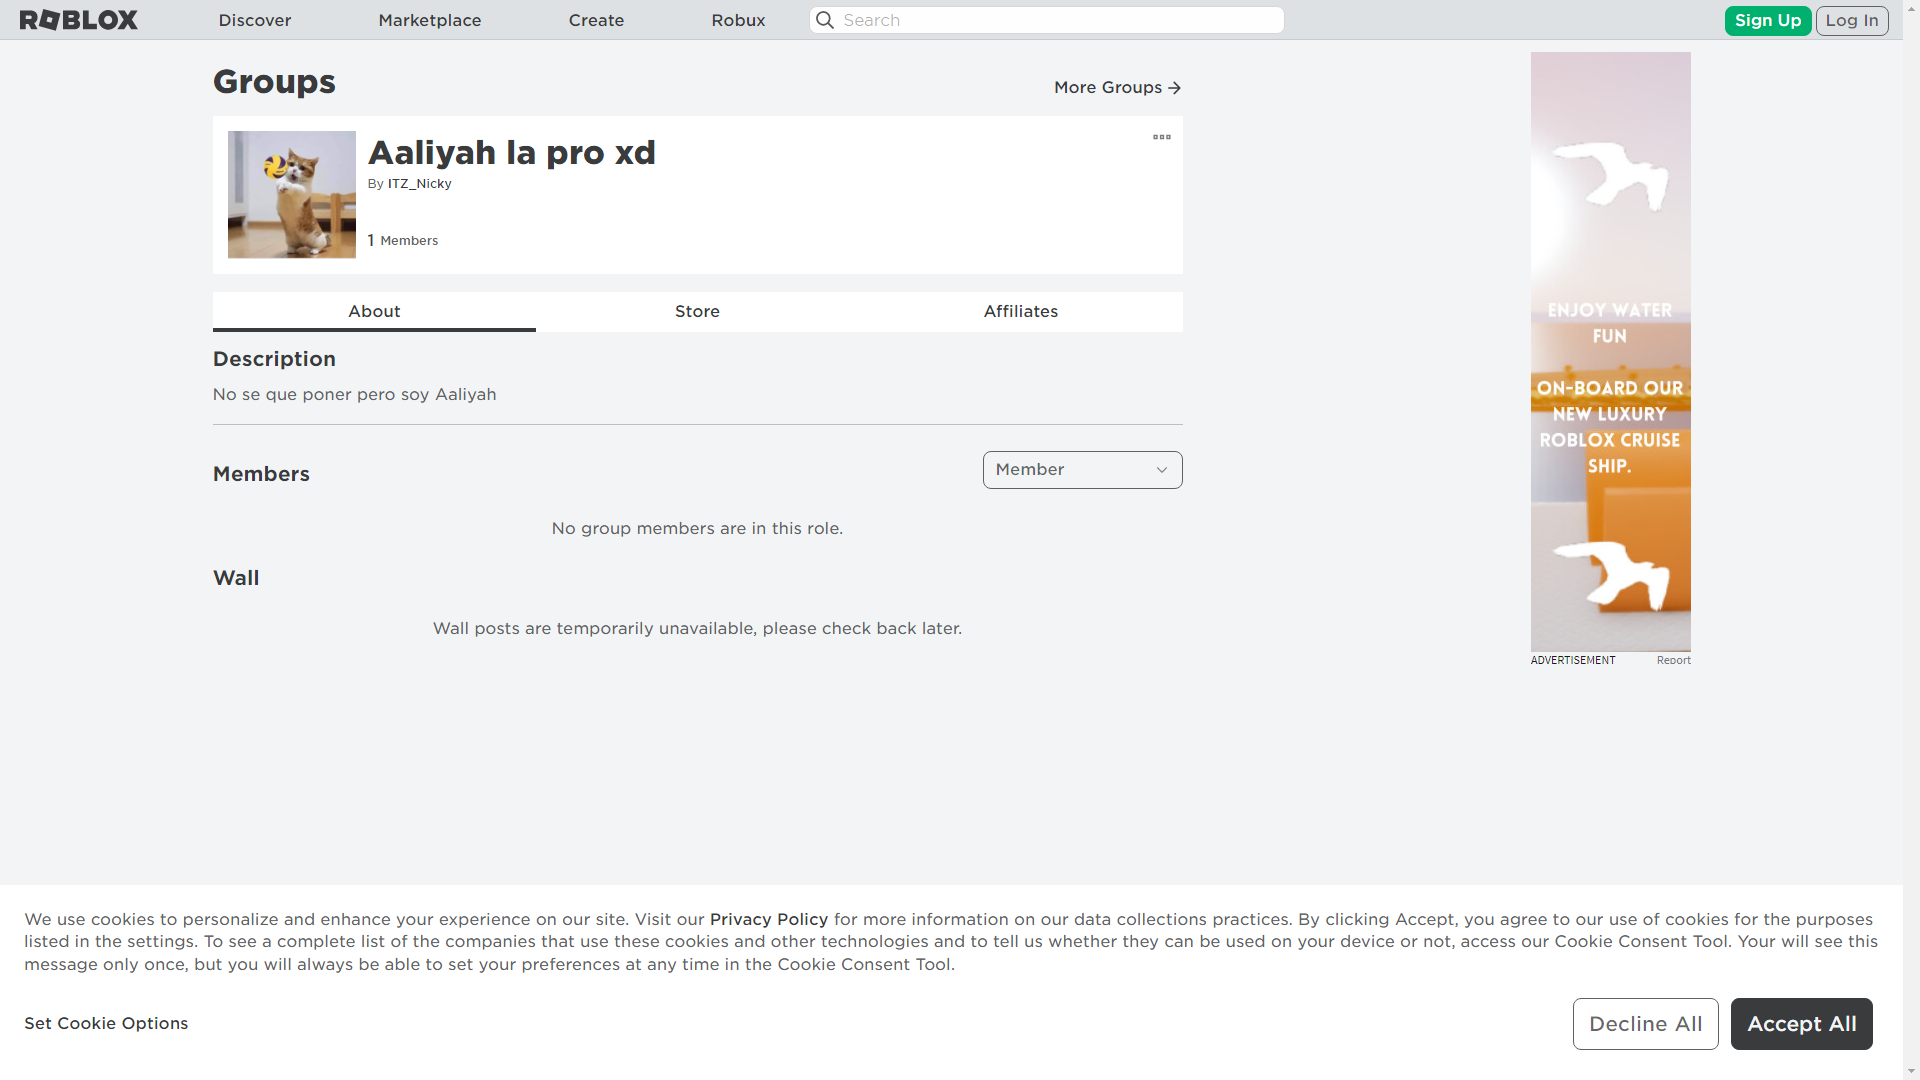 ROBLOX
Discover
Marketplace
Create
Robux
Search
Sign Up
Log In
Groups
More Groups
Aaliyah la pro xd
By ITZ_Nicky
1 Members
About
Store
Affiliates
Description
No se que poner pero soy Aaliyah
Members
Member
No group members are in this role.
Wall
Wall posts are temporarily unavailable, please check back later.
ENJOY WATER
FUN
ON-BOARD OUR
NEW LUXURY
ROBLOX CRUISE
SHIP.
ADVERTISEMENT
Report
We use cookies to personalize and enhance your experience on our site. Visit our Privacy Policy for more information on our data collections practices. By clicking Accept, you agree to our use of cookies for the purposes
listed in the settings. To see a complete list of the companies that use these cookies and other technologies and to tell us whether they can be used on your device or not, access our Cookie Consent Tool. Your will see this
message only once, but you will always be able to set your preferences at any time in the Cookie Consent Tool.
Set Cookie Options
Decline All
Accept All